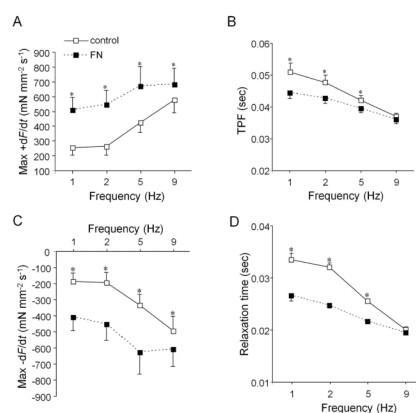 A
control
FN
Max +dF/dt (mN mm⁻² s⁻¹)
900
800
700
600
500
400
300
200
100
* * * *
1 2 5 9
Frequency (Hz)
B
TPF (sec)
0.06
0.05
0.04
0.03
0.02
* * *
1 2 5 9
Frequency (Hz)
C
Frequency (Hz)
1 2 5 9
Max -dF/dt (mN mm⁻² s⁻¹)
0
-100
-200
-300
-400
-500
-600
-700
-800
-900
* * * *
D
Relaxation time (sec)
0.04
0.03
0.02
0.01
* * *
1 2 5 9
Frequency (Hz)